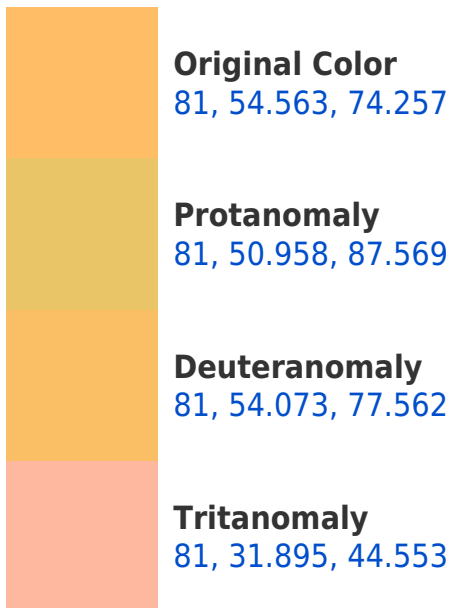 Original Color
81, 54.563, 74.257
Protanomaly
81, 50.958, 87.569
Deuteranomaly
81, 54.073, 77.562
Tritanomaly
81, 31.895, 44.553